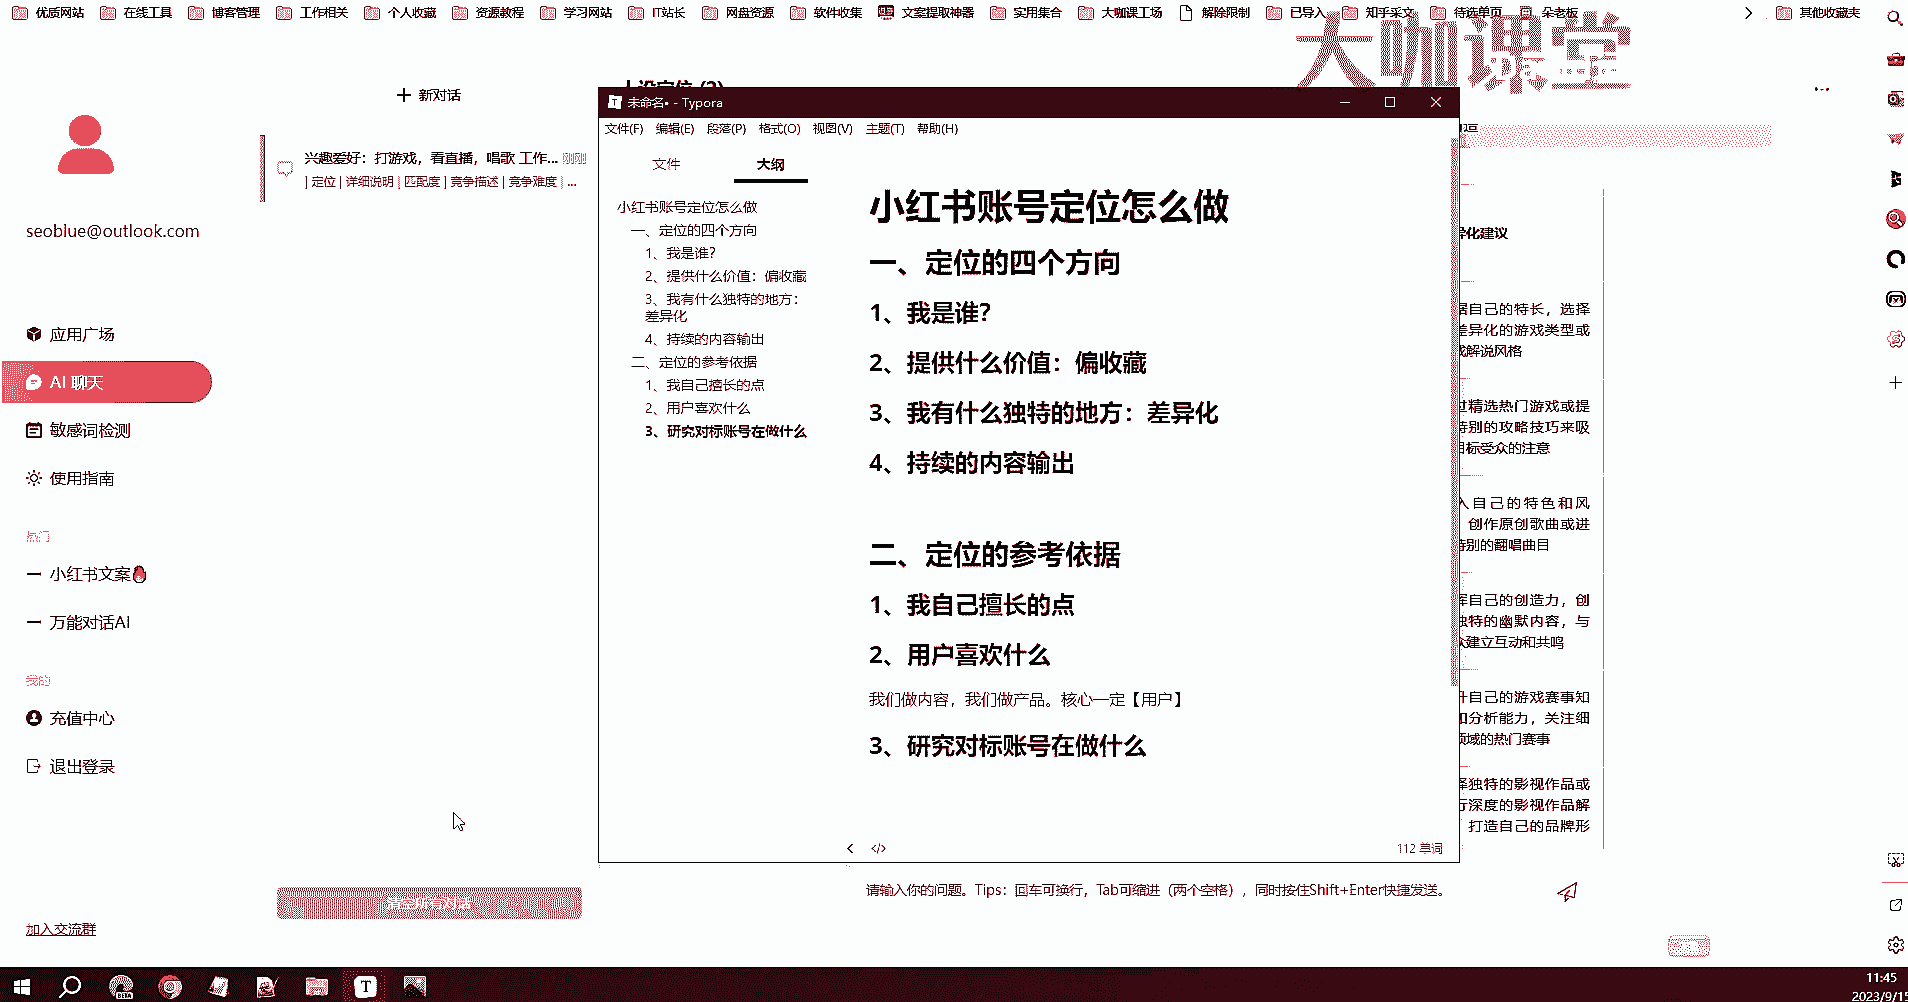 优质网站 在线工具 博客管理 工作相关 个人收藏 资源教程 学习网站 IT站长 网盘资源 软件收集 文案提取神器 实用集合 大咖课工场 解除限制 已导入 知乎采文 待选单页 朵老板 其他收藏夹
大咖课堂
新对话
兴趣爱好：打游戏，看直播，唱歌 工作... 刚刚
| 定位 | 详细说明 | 匹配度 | 竞争描述 | 竞争难度 | ...
seoblue@outlook.com
应用广场
AI 聊天
敏感词检测
使用指南
热门
小红书文案
万能对话AI
我的
充值中心
退出登录
加入交流群
未命名• - Typora
文件(F) 编辑(E) 段落(P) 格式(O) 视图(V) 主题(T) 帮助(H)
文件 大纲
小红书账号定位怎么做
一、定位的四个方向
1、我是谁？
2、提供什么价值：偏收藏
3、我有什么独特的地方：
差异化
4、持续的内容输出
二、定位的参考依据
1、我自己擅长的点
2、用户喜欢什么
3、研究对标账号在做什么
小红书账号定位怎么做
一、定位的四个方向
1、我是谁？
2、提供什么价值：偏收藏
3、我有什么独特的地方：差异化
4、持续的内容输出
二、定位的参考依据
1、我自己擅长的点
2、用户喜欢什么
我们做内容，我们做产品。核心一定【用户】
3、研究对标账号在做什么
112 单词
化建议
自己的特长，选择
异化的游戏类型或
解说风格
精选热门游戏或提
特别的攻略技巧来吸
目标受众的注意
入自己的特色和风
创作原创歌曲或进
特别的翻唱曲目
自己的创造力，创
独特的幽默内容，与
众建立互动和共鸣
升自己的游戏赛事知
和分析能力，关注细
领域的热门赛事
择独特的影视作品或
行深度的影视作品解
打造自己的品牌形
请输入你的问题。Tips：回车可换行，Tab可缩进（两个空格），同时按住Shift+Enter快捷发送。
11:45
2023/9/15